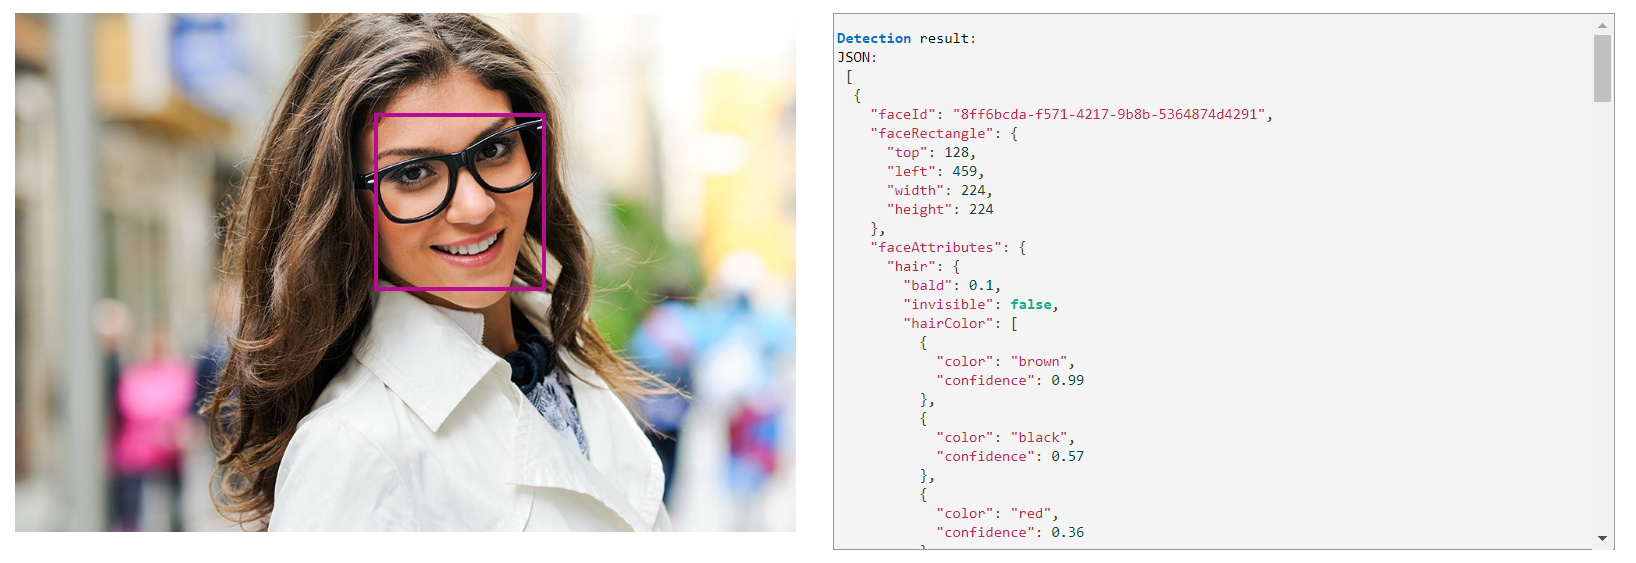 Detection result:
JSON:
[
{
"faceId": "8ff6bcda-f571-4217-9b8b-5364874d4291",
"faceRectangle": {
"top": 128,
"left": 459,
"width": 224,
"height": 224
},
"faceAttributes": {
"hair": {
"bald": 0.1,
"invisible": false,
"hairColor": [
{
"color": "brown",
"confidence": 0.99
},
{
"color": "black",
"confidence": 0.57
},
{
"color": "red",
"confidence": 0.36
}